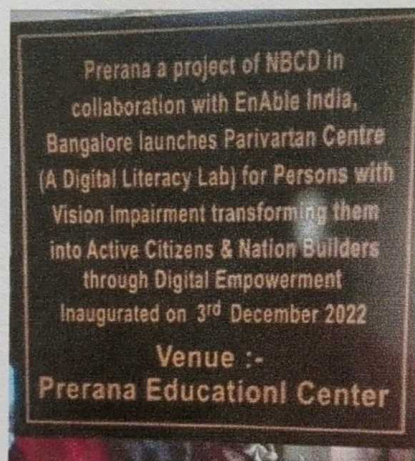 Prerana a project of NBCD in
collaboration with EnAble India,
Bangalore launches Parivartan Centre
(A Digital Literacy Lab) for Persons with
Vision Impairment transforming them
into Active Citizens & Nation Builders
through Digital Empowerment
Inaugurated on 3rd December 2022
Venue :-
Prerana Educationl Center